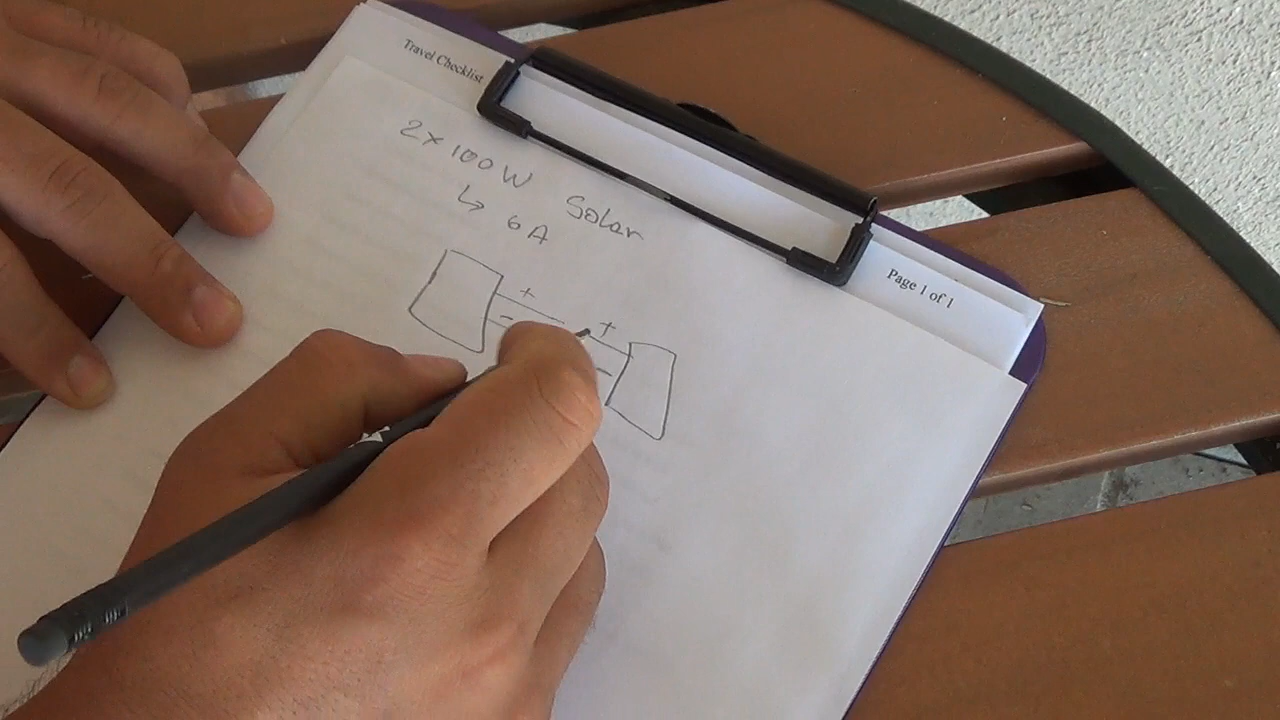 Travel Checklist
Page 1 of 1
2x 100W Solar
↳ 6A
+ +
- -